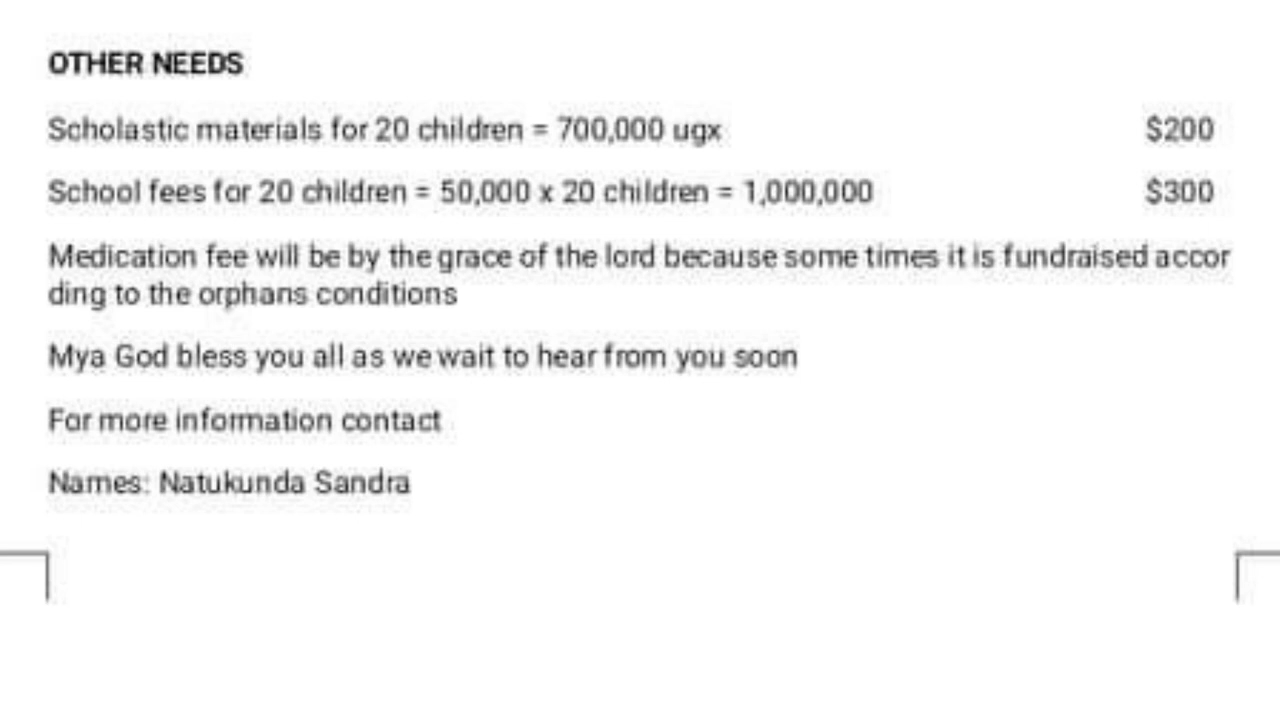 OTHER NEEDS
Scholastic materials for 20 children = 700,000 ugx $200
School fees for 20 children = 50,000 x 20 children = 1,000,000 $300
Medication fee will be by the grace of the lord because some times it is fundraised accor
ding to the orphans conditions
Mya God bless you all as we wait to hear from you soon
For more information contact
Names: Natukunda Sandra